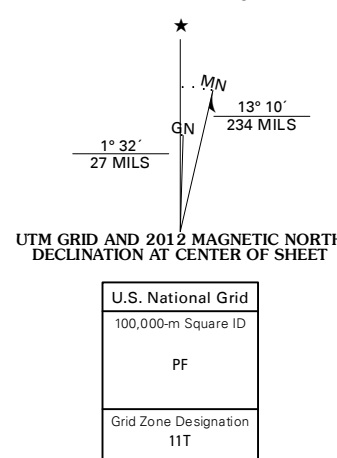 ★
MN
13° 10´
234 MILS
GN
1° 32´
27 MILS
UTM GRID AND 2012 MAGNETIC NORTH
DECLINATION AT CENTER OF SHEET
U.S. National Grid
100,000-m Square ID
PF
Grid Zone Designation
11T